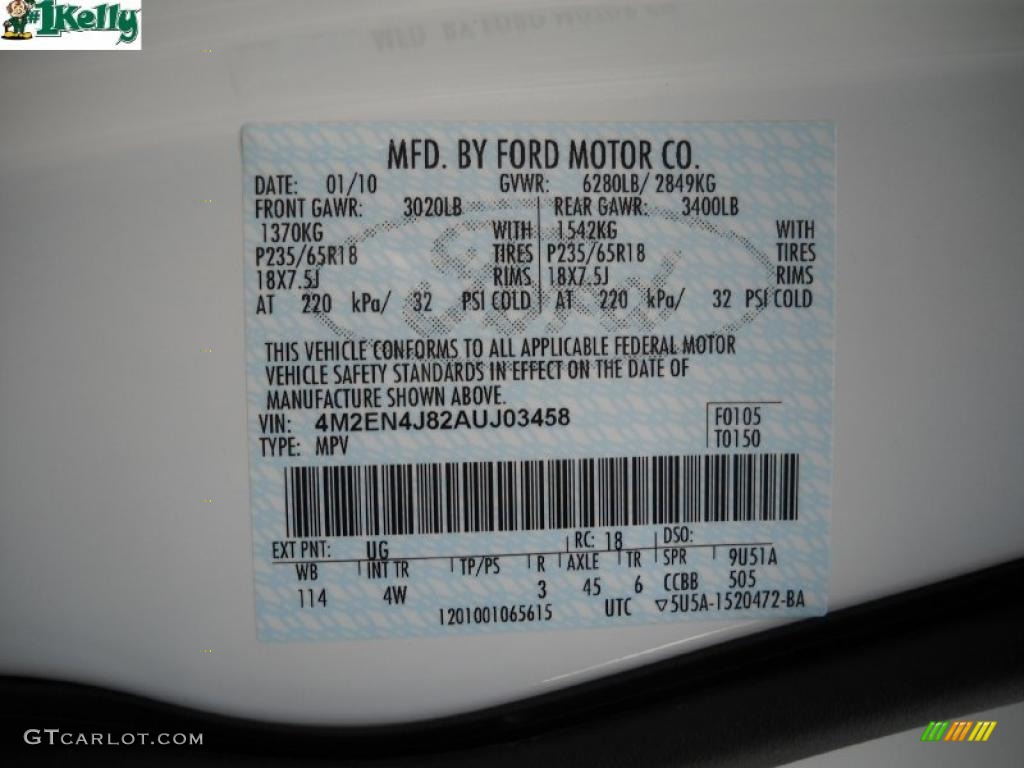 #1Kelly
MFD. BY FORD MOTOR CO.
DATE: 01/10 GVWR: 6280LB/ 2849KG
FRONT GAWR: 3020LB REAR GAWR: 3400LB
1370KG WITH 1542KG WITH
P235/65R18 TIRES P235/65R18 TIRES
18X7.5J RIMS 18X7.5J RIMS
AT 220 kPa/ 32 PSI COLD AT 220 kPa/ 32 PSI COLD
THIS VEHICLE CONFORMS TO ALL APPLICABLE FEDERAL MOTOR
VEHICLE SAFETY STANDARDS IN EFFECT ON THE DATE OF
MANUFACTURE SHOWN ABOVE.
VIN: 4M2EN4J82AUJ03458 F0105
TYPE: MPV T0150
EXT PNT: UG RC: 18 DSO:
WB INT TR TP/PS R AXLE TR SPR 9U51A
114 4W 3 45 6 CCBB 505
1201001065615 UTC ▽5U5A-1520472-BA
GTCARLOT.COM